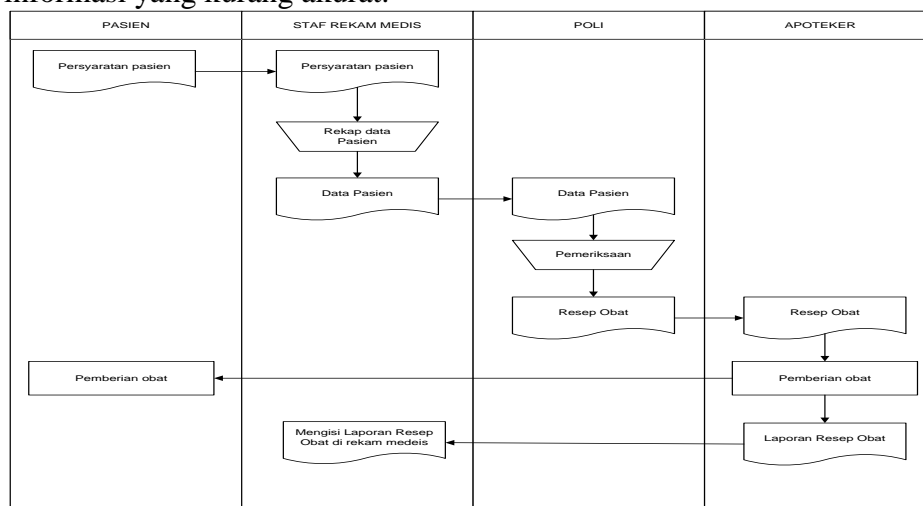 informasi yang kurang akurat.
PASIEN
STAF REKAM MEDIS
POLI
APOTEKER
Persyaratan pasien
Persyaratan pasien
Rekap data
Pasien
Data Pasien
Data Pasien
Pemeriksaan
Resep Obat
Resep Obat
Pemberian obat
Pemberian obat
Mengisi Laporan Resep
Obat di rekam medeis
Laporan Resep Obat